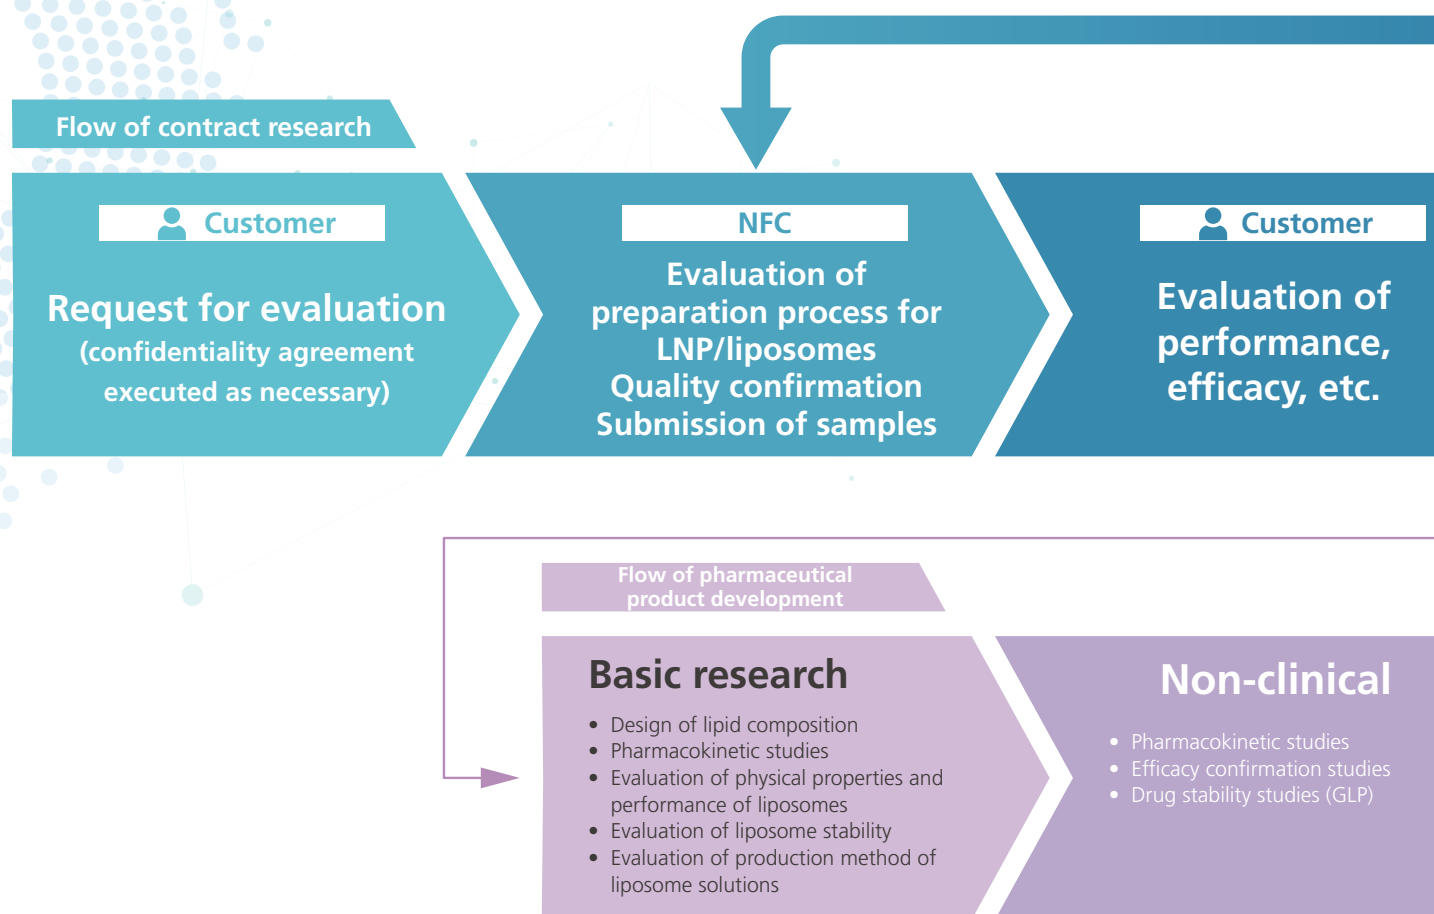 Flow of contract research
Customer
Request for evaluation
(confidentiality agreement
executed as necessary)
NFC
Evaluation of
preparation process for
LNP/liposomes
Quality confirmation
Submission of samples
Customer
Evaluation of
performance,
efficacy, etc.
Flow of pharmaceutical
product development
Basic research
• Design of lipid composition
• Pharmacokinetic studies
• Evaluation of physical properties and
performance of liposomes
• Evaluation of liposome stability
• Evaluation of production method of
liposome solutions
Non-clinical
• Pharmacokinetic studies
• Efficacy confirmation studies
• Drug stability studies (GLP)